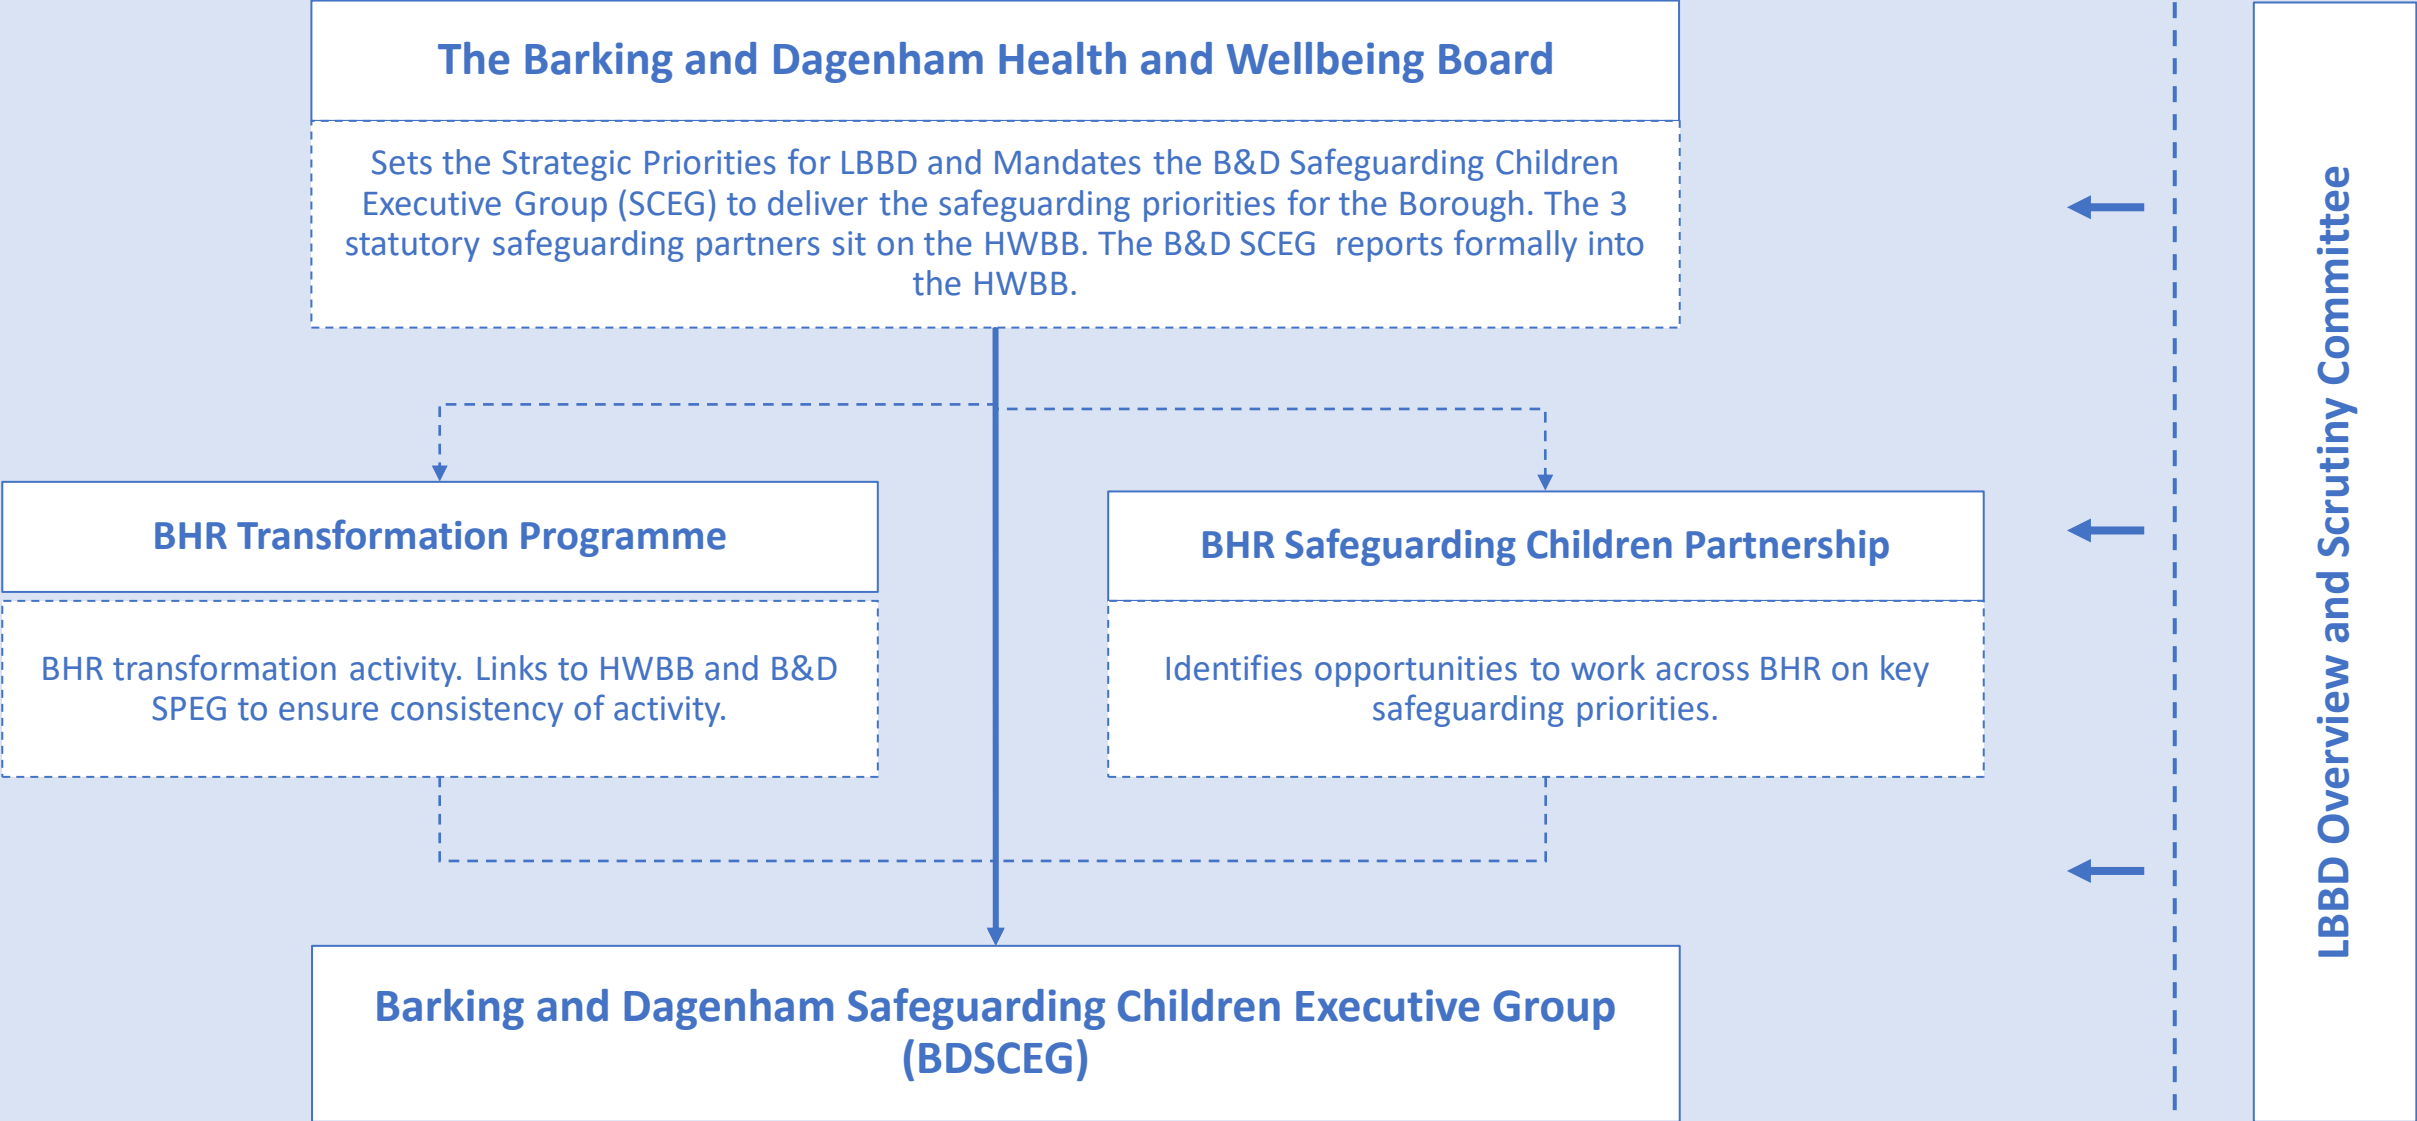 The Barking and Dagenham Health and Wellbeing Board
Sets the Strategic Priorities for LBBD and Mandates the B&D Safeguarding Children
Executive Group (SCEG) to deliver the safeguarding priorities for the Borough. The 3
statutory safeguarding partners sit on the HWBB. The B&D SCEG reports formally into
the HWBB.
BHR Transformation Programme
BHR transformation activity. Links to HWBB and B&D
SPEG to ensure consistency of activity.
BHR Safeguarding Children Partnership
Identifies opportunities to work across BHR on key
safeguarding priorities.
Barking and Dagenham Safeguarding Children Executive Group
(BDSCEG)
LBBD Overview and Scrutiny Committee